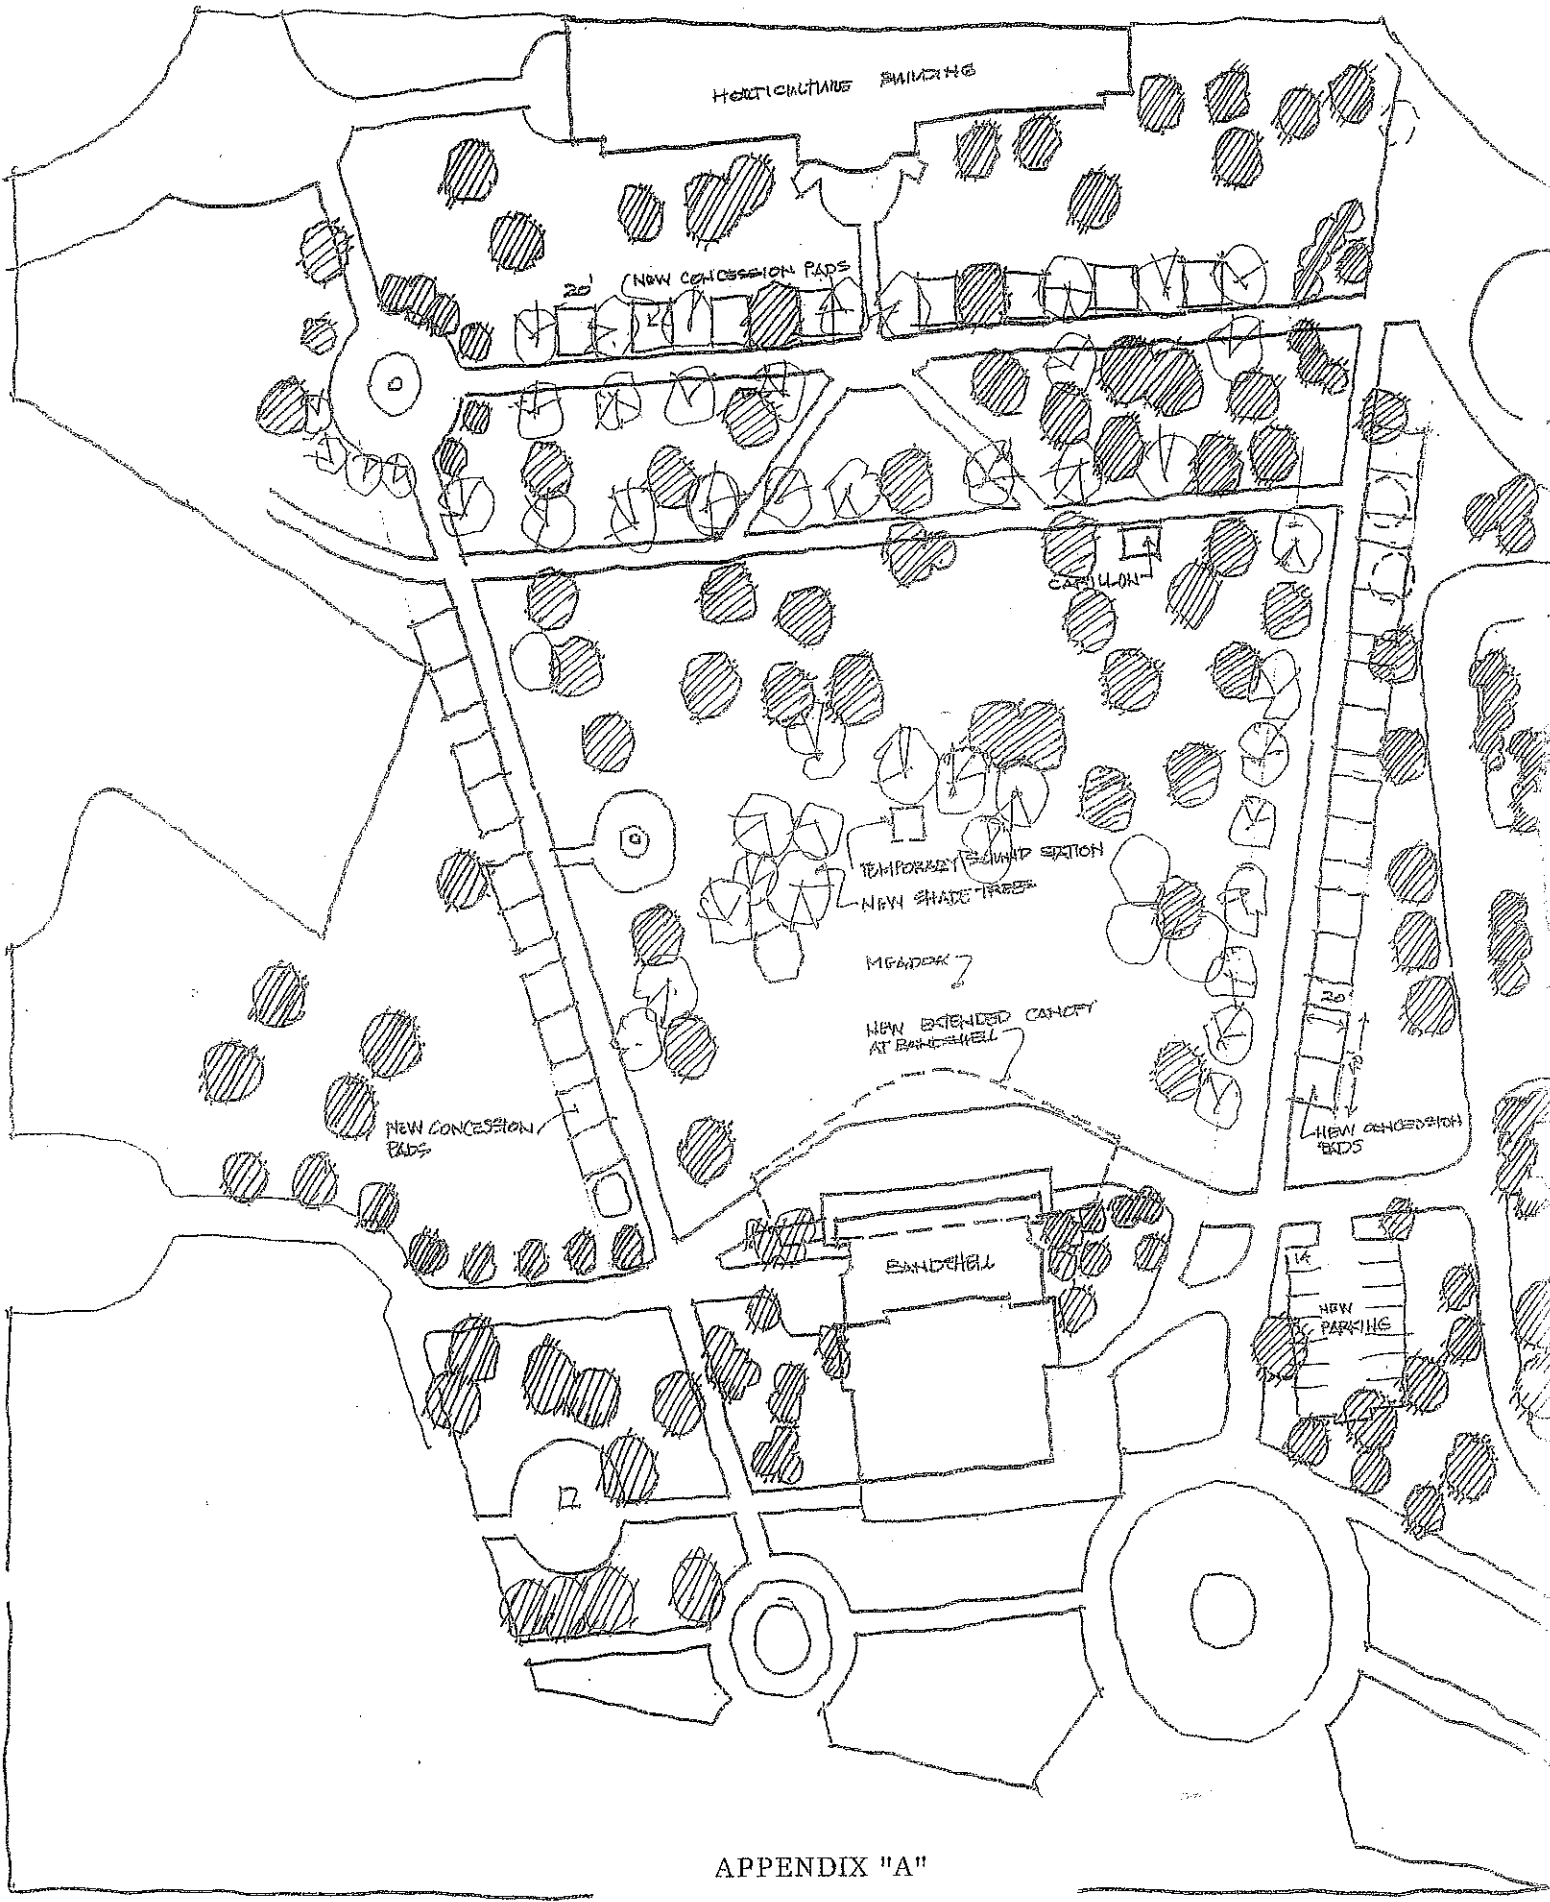 HORTICULTURE BUILDING
20'
NEW CONCESSION PADS
CARILLON
TEMPORARY SOUND STATION
NEW SHADE TREES
MEADOW
NEW EXTENDED CANOPY
AT BANDSHELL
20
NEW CONCESSION
PADS
NEW CONCESSION
PADS
BANDSHELL
14
NEW
PARKING
APPENDIX "A"